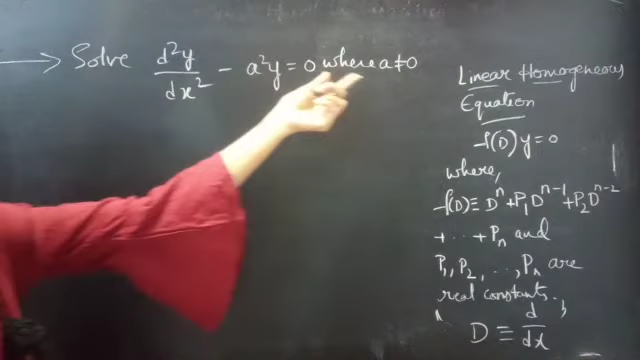 → Solve d²y/dx² - a²y = 0 where a ≠ 0
Linear Homogeneous
Equation
f(D)y = 0
where,
f(D) ≡ Dⁿ + P₁Dⁿ⁻¹ + P₂Dⁿ⁻²
+ ... + Pₙ and
P₁, P₂, ..., Pₙ are
real constants.
D ≡ d/dx